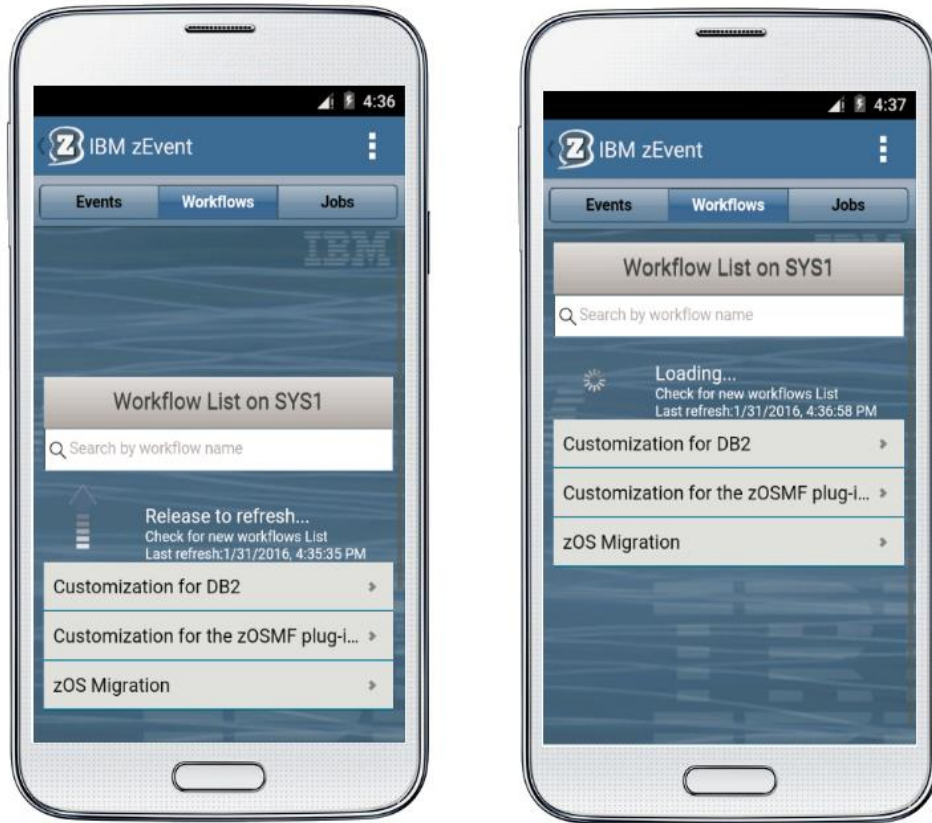 4:36
IBM zEvent
Events Workflows Jobs
IBM
Workflow List on SYS1
Search by workflow name
Release to refresh...
Check for new workflows List
Last refresh:1/31/2016, 4:35:35 PM
Customization for DB2
Customization for the zOSMF plug-i...
zOS Migration
4:37
IBM zEvent
Events Workflows Jobs
Workflow List on SYS1
Search by workflow name
Loading...
Check for new workflows List
Last refresh:1/31/2016, 4:36:58 PM
Customization for DB2
Customization for the zOSMF plug-i...
zOS Migration
IBM